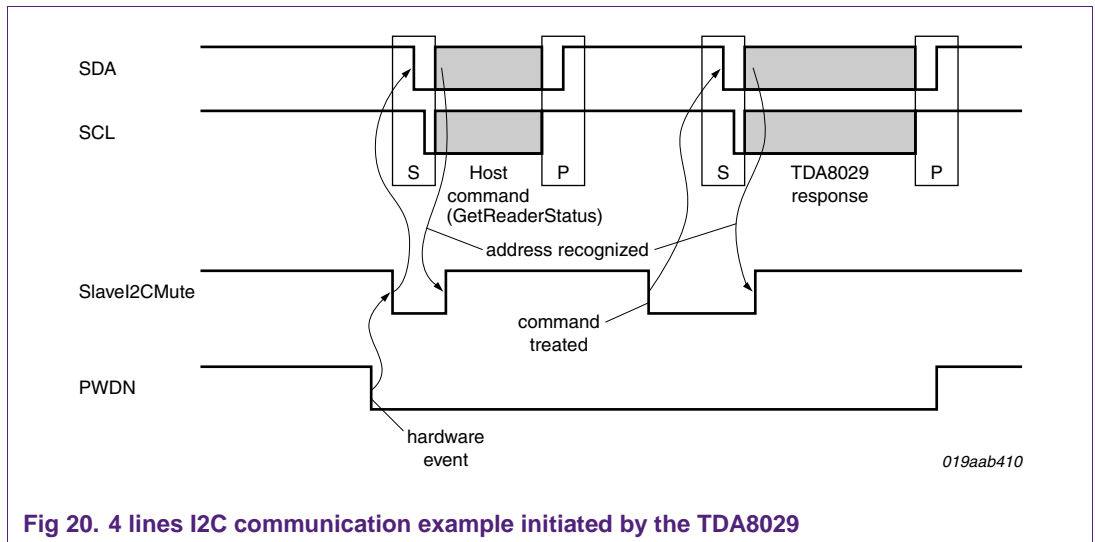 SDA
SCL
S
Host
command
(GetReaderStatus)
P
S
TDA8029
response
P
address recognized
SlaveI2CMute
command
treated
PWDN
hardware
event
019aab410
Fig 20. 4 lines I2C communication example initiated by the TDA8029